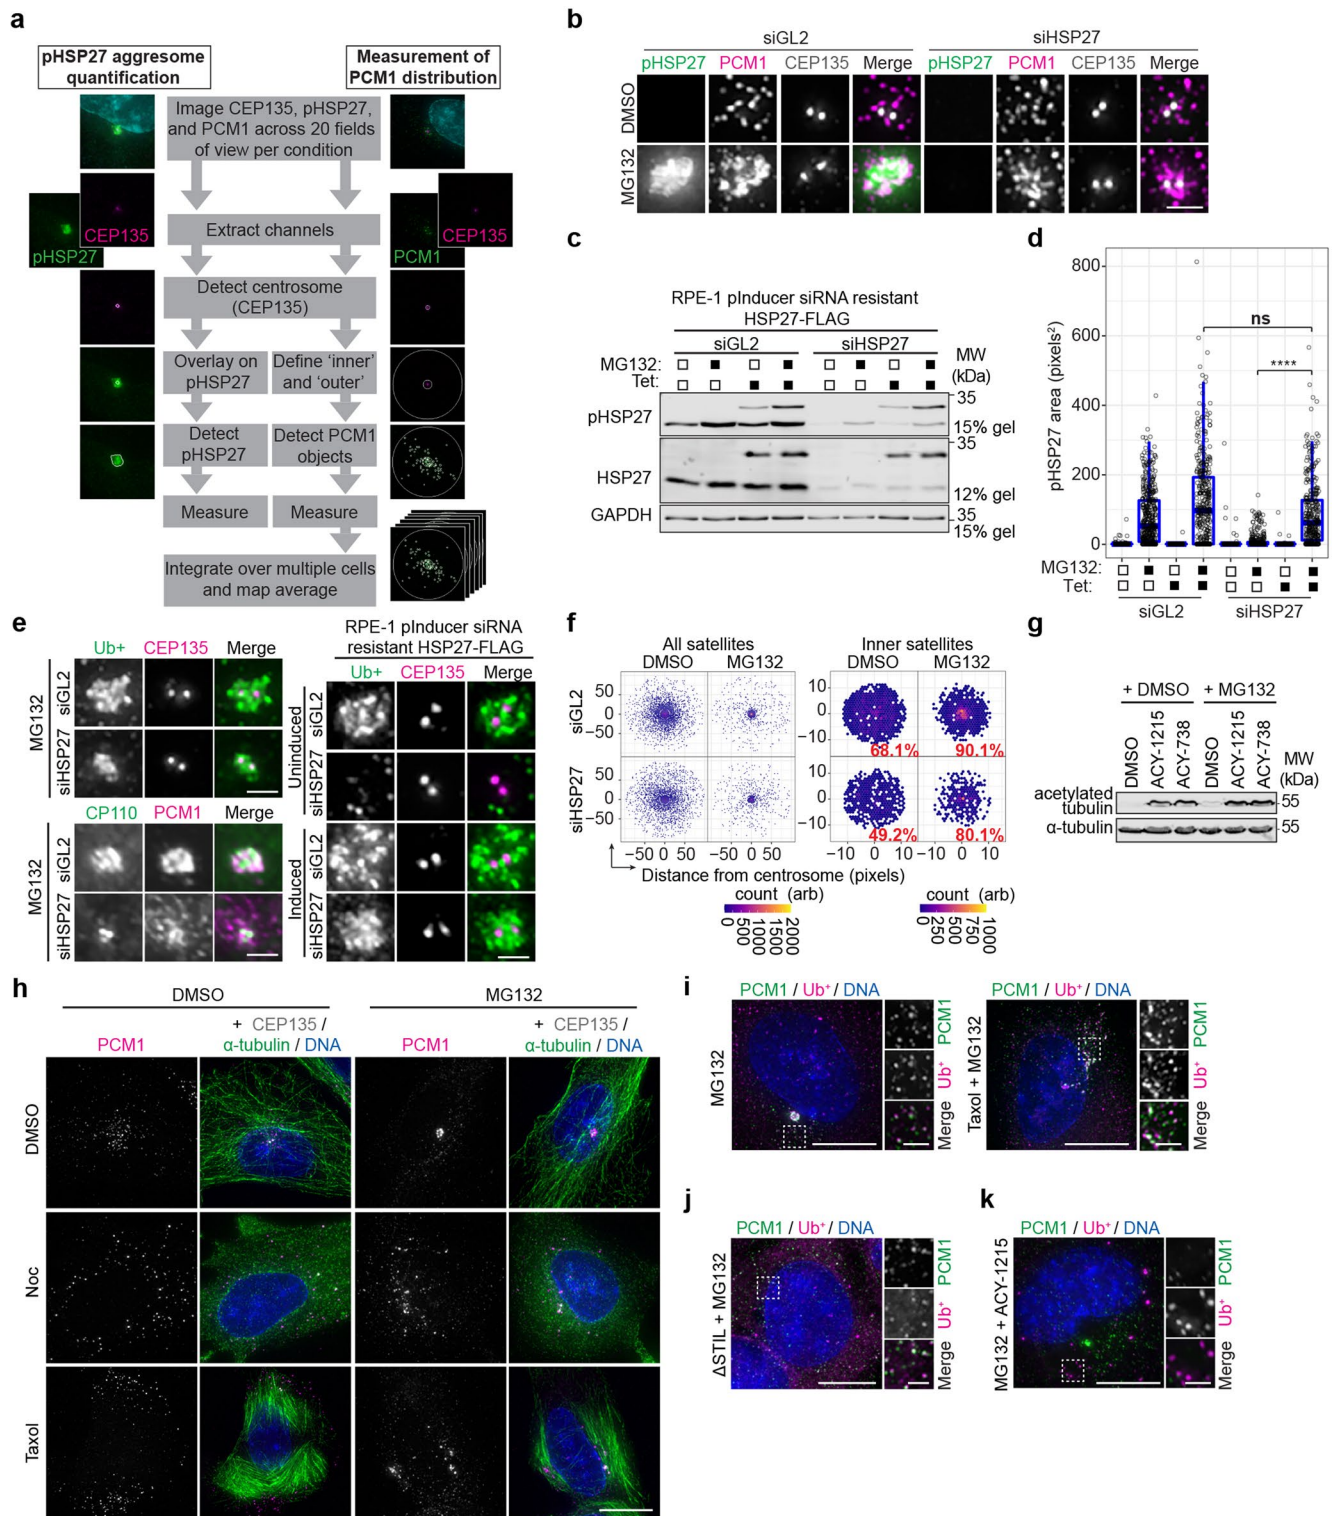 a
pHSP27 aggresome
quantification
Measurement of
PCM1 distribution
Image CEP135, pHSP27,
and PCM1 across 20 fields
of view per condition
Extract channels
CEP135
pHSP27
CEP135
PCM1
Detect centrosome
(CEP135)
Overlay on
pHSP27
Define ‘inner’
and ‘outer’
Detect
pHSP27
Detect PCM1
objects
Measure
Measure
Integrate over multiple cells
and map average
b
siGL2
siHSP27
pHSP27 PCM1 CEP135 Merge pHSP27 PCM1 CEP135 Merge
DMSO
MG132
c
RPE-1 pInducer siRNA resistant
HSP27-FLAG
siGL2
siHSP27
MG132:
Tet:
MW
(kDa)
pHSP27
35
15% gel
HSP27
35
12% gel
GAPDH
35
15% gel
d
pHSP27 area (pixels²)
800
600
400
200
0
ns
****
MG132:
Tet:
siGL2
siHSP27
e
Ub+ CEP135 Merge
MG132
siGL2
siHSP27
CP110 PCM1 Merge
MG132
siGL2
siHSP27
RPE-1 pInducer siRNA
resistant HSP27-FLAG
Ub+ CEP135 Merge
Uninduced
siGL2
siHSP27
Induced
siGL2
siHSP27
f
All satellites
DMSO MG132
Inner satellites
DMSO MG132
siGL2
50
0
−50
10
0
−10
68.1%
90.1%
siHSP27
50
0
−50
10
0
−10
49.2%
80.1%
−50 0 50 −50 0 50
−10 0 10 −10 0 10
Distance from centrosome (pixels)
count (arb)
0
500
1000
1500
2000
count (arb)
0
250
500
750
1000
g
+ DMSO
+ MG132
DMSO
ACY-1215
ACY-738
DMSO
ACY-1215
ACY-738
MW
(kDa)
acetylated
tubulin
55
α-tubulin
55
h
DMSO
MG132
PCM1
+ CEP135 /
α-tubulin / DNA
PCM1
+ CEP135 /
α-tubulin / DNA
DMSO
Noc
Taxol
i
PCM1 / Ub⁺ / DNA
MG132
PCM1
Ub⁺
Merge
PCM1 / Ub⁺ / DNA
Taxol + MG132
PCM1
Ub⁺
Merge
j
PCM1 / Ub⁺ / DNA
ΔSTIL + MG132
PCM1
Ub⁺
Merge
k
PCM1 / Ub⁺ / DNA
MG132 + ACY-1215
PCM1
Ub⁺
Merge